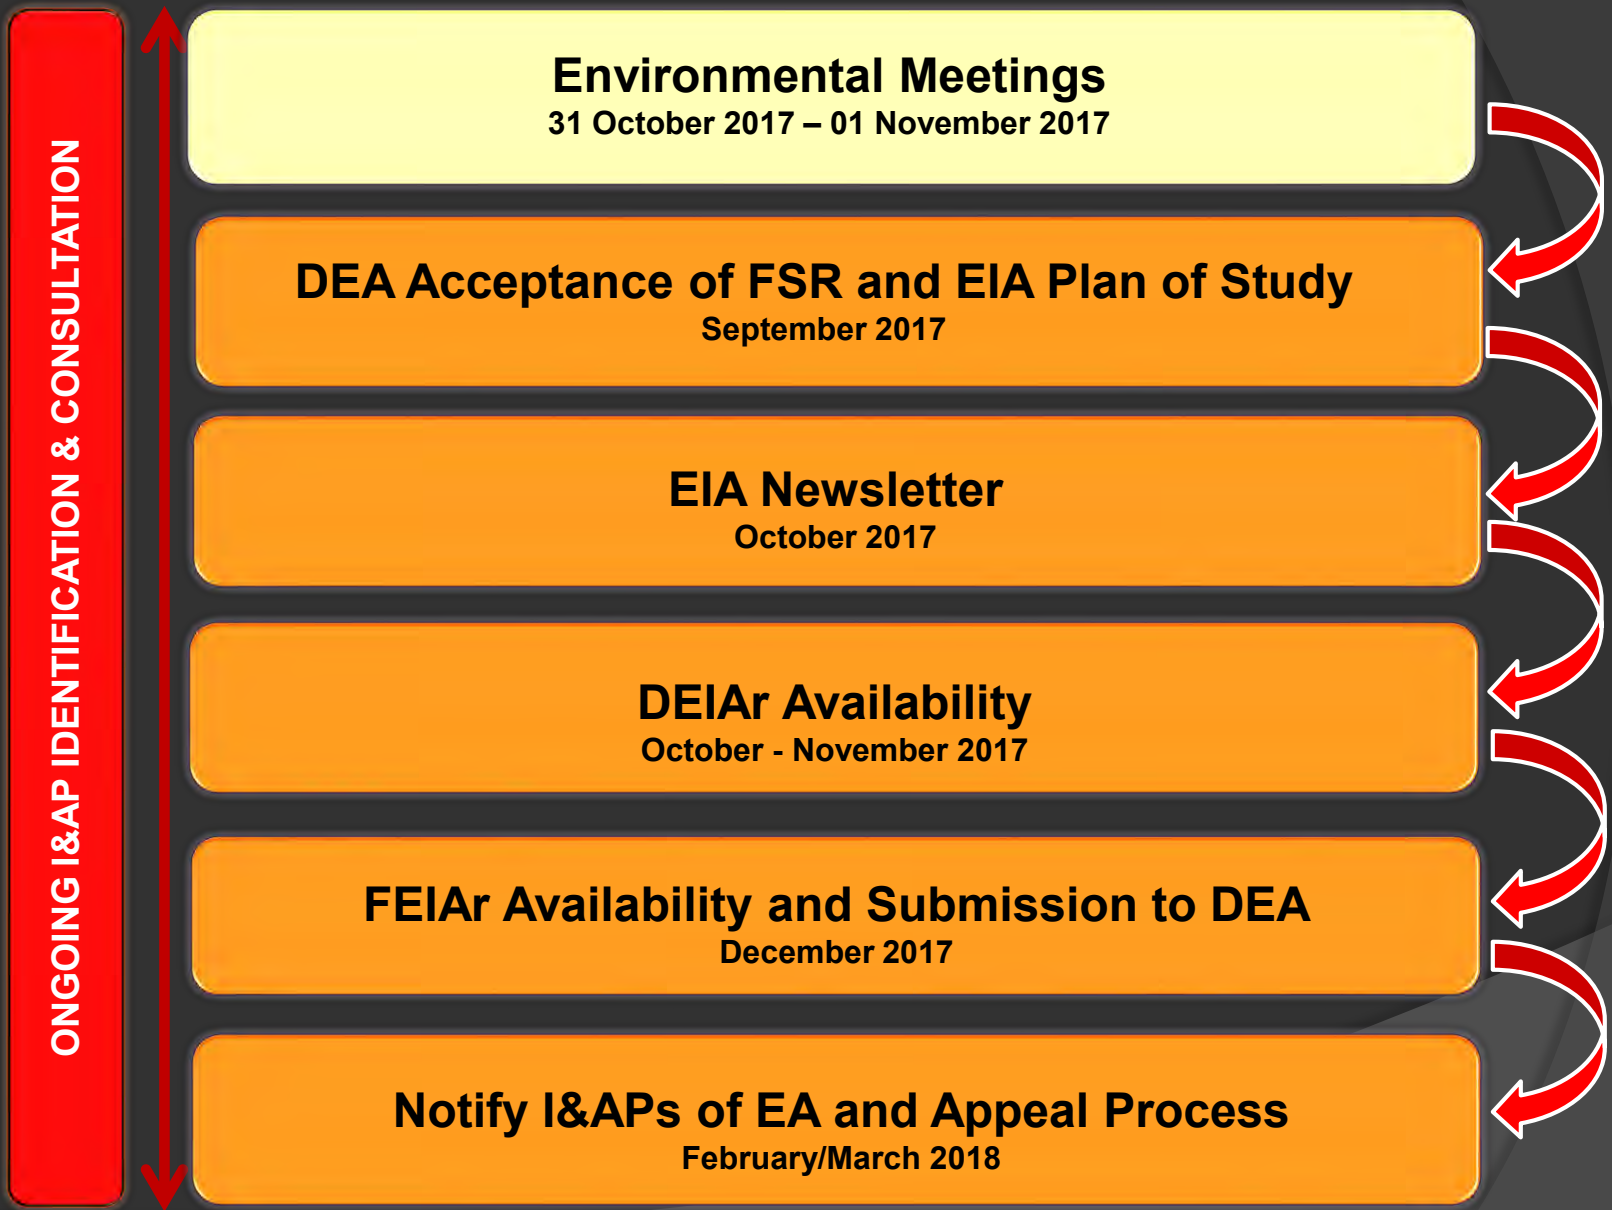 ONGOING I&AP IDENTIFICATION & CONSULTATION
Environmental Meetings
31 October 2017 – 01 November 2017
DEA Acceptance of FSR and EIA Plan of Study
September 2017
EIA Newsletter
October 2017
DEIAr Availability
October - November 2017
FEIAr Availability and Submission to DEA
December 2017
Notify I&APs of EA and Appeal Process
February/March 2018